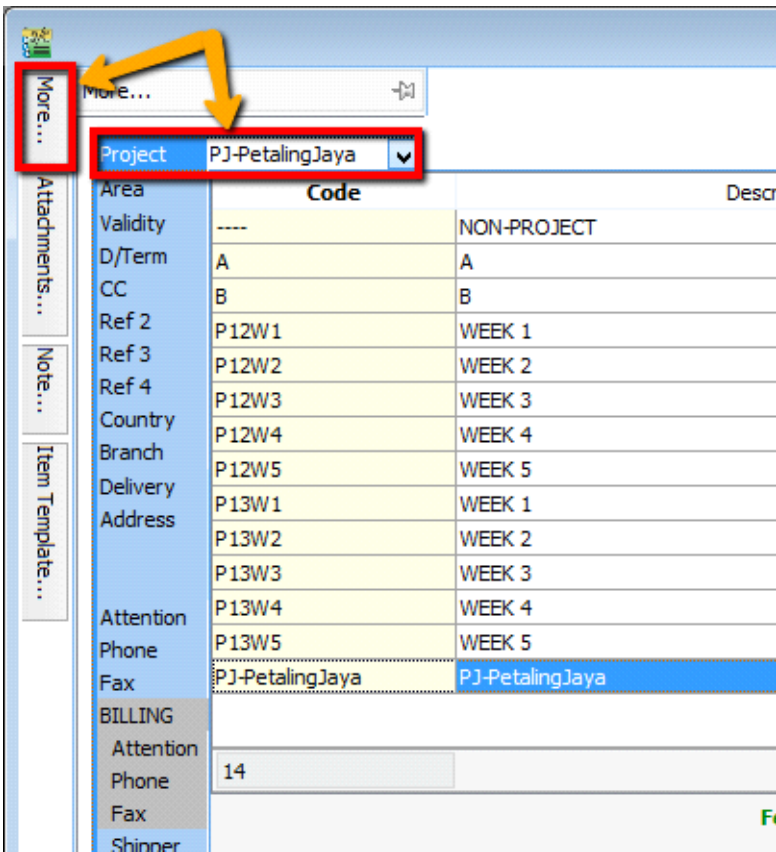 More...
Attachments...
Note...
Item Template...
More...
Project PJ-PetalingJaya
Area Code Descr
Validity ---- NON-PROJECT
D/Term A A
CC B B
Ref 2 P12W1 WEEK 1
Ref 3 P12W2 WEEK 2
Ref 4 P12W3 WEEK 3
Country P12W4 WEEK 4
Branch P12W5 WEEK 5
Delivery P13W1 WEEK 1
Address P13W2 WEEK 2
P13W3 WEEK 3
Attention P13W4 WEEK 4
Phone P13W5 WEEK 5
Fax PJ-PetalingJaya PJ-PetalingJaya
BILLING
Attention
Phone 14
Fax
Shipper